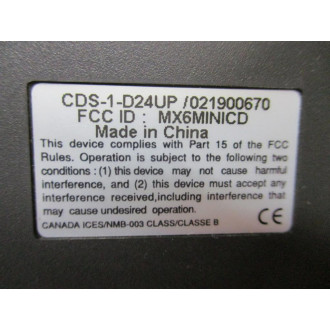 CDS-1-D24UP /021900670
FCC ID : MX6MINICD
Made in China
This device complies with Part 15 of the FCC
Rules. Operation is subject to the following two
conditions : (1) this device may not cause harmful
interference, and (2) this device must accept any
interference received,including interference that
may cause undesired operation.
CE
CANADA ICES/NMB-003 CLASS/CLASSE B